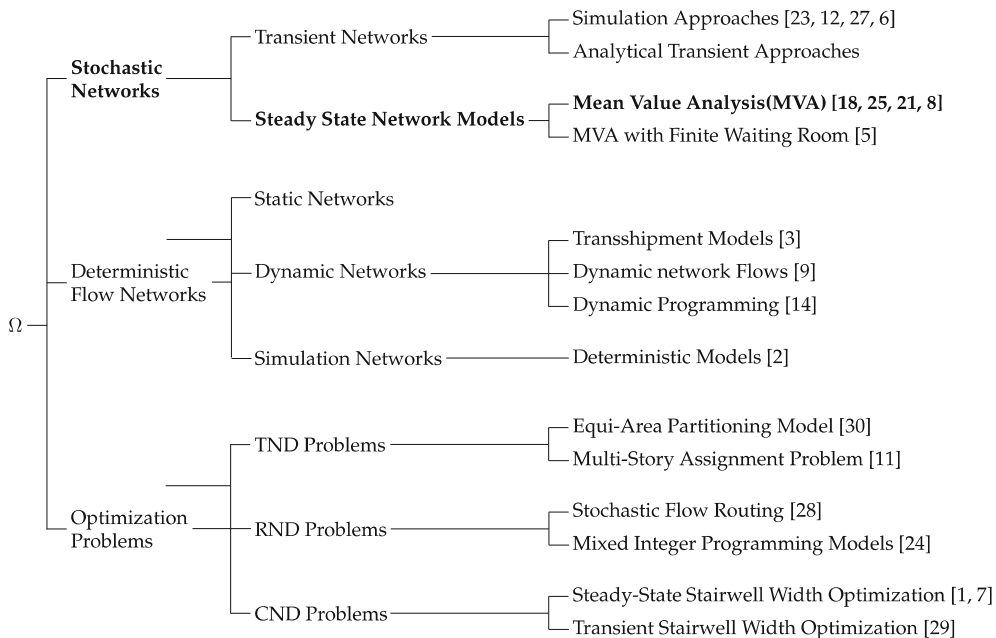 Simulation Approaches [23, 12, 27, 6]
Transient Networks
Analytical Transient Approaches
Stochastic
Networks
Mean Value Analysis(MVA) [18, 25, 21, 8]
Steady State Network Models
MVA with Finite Waiting Room [5]
Static Networks
Transshipment Models [3]
Deterministic
Flow Networks
Dynamic Networks
Dynamic network Flows [9]
Dynamic Programming [14]
Ω
Simulation Networks
Deterministic Models [2]
Equi-Area Partitioning Model [30]
TND Problems
Multi-Story Assignment Problem [11]
Optimization
Problems
Stochastic Flow Routing [28]
RND Problems
Mixed Integer Programming Models [24]
Steady-State Stairwell Width Optimization [1, 7]
CND Problems
Transient Stairwell Width Optimization [29]